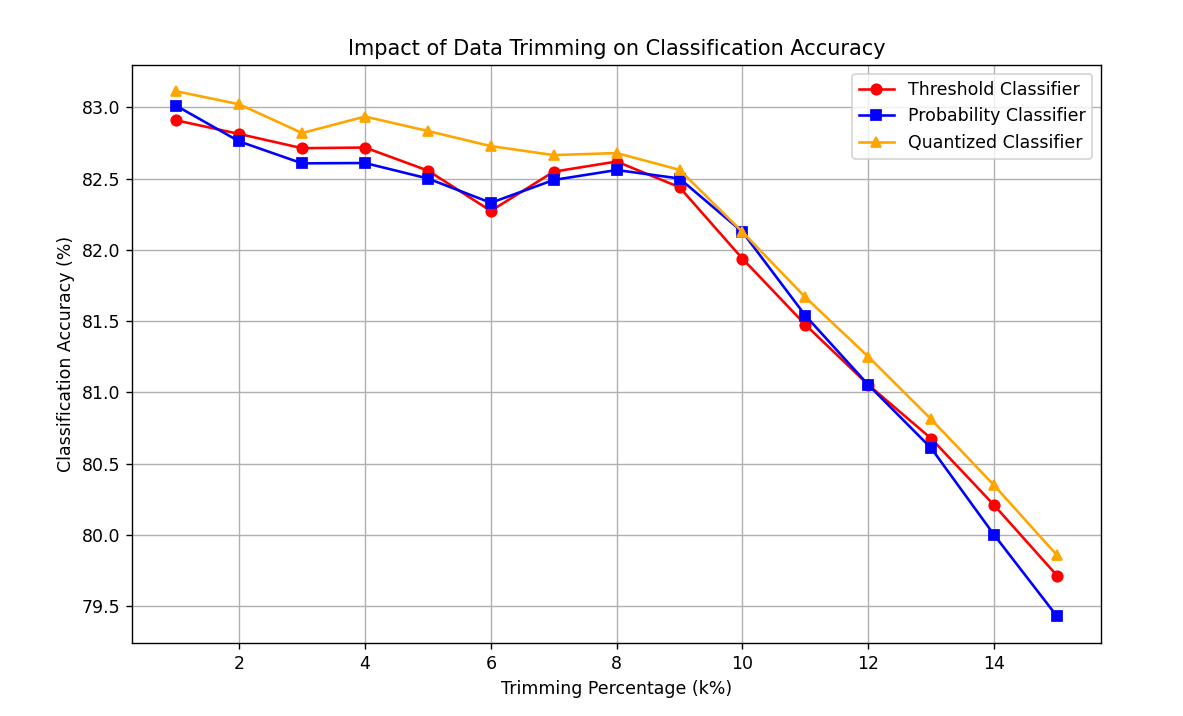 Impact of Data Trimming on Classification Accuracy
Threshold Classifier
Probability Classifier
Quantized Classifier
Classification Accuracy (%)
83.0
82.5
82.0
81.5
81.0
80.5
80.0
79.5
2 4 6 8 10 12 14
Trimming Percentage (k%)